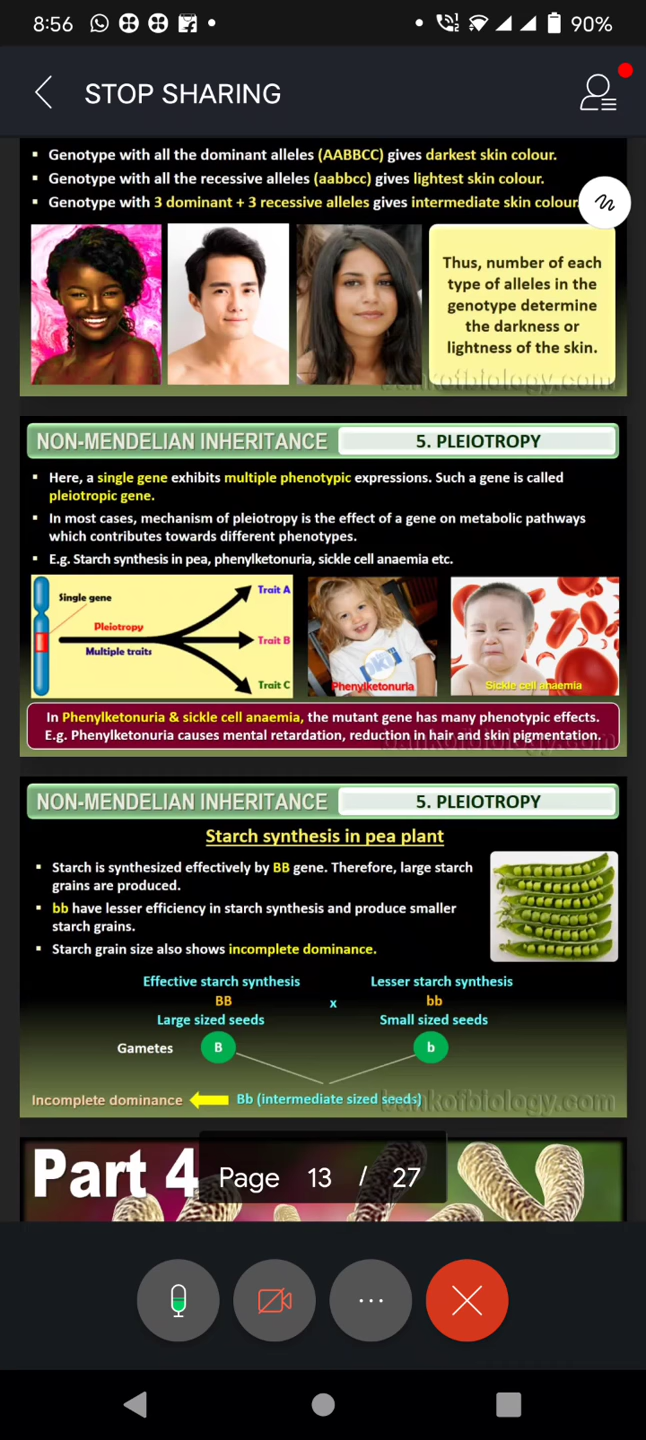 8:56
90%
STOP SHARING
▪ Genotype with all the dominant alleles (AABBCC) gives darkest skin colour.
▪ Genotype with all the recessive alleles (aabbcc) gives lightest skin colour.
▪ Genotype with 3 dominant + 3 recessive alleles gives intermediate skin colour
Thus, number of each
type of alleles in the
genotype determine
the darkness or
lightness of the skin.
bankofbiology.com
NON-MENDELIAN INHERITANCE
5. PLEIOTROPY
▪ Here, a single gene exhibits multiple phenotypic expressions. Such a gene is called
pleiotropic gene.
▪ In most cases, mechanism of pleiotropy is the effect of a gene on metabolic pathways
which contributes towards different phenotypes.
▪ E.g. Starch synthesis in pea, phenylketonuria, sickle cell anaemia etc.
Single gene
Pleiotropy
Multiple traits
Trait A
Trait B
Trait C
Phenylketonuria
Sickle cell anaemia
In Phenylketonuria & sickle cell anaemia, the mutant gene has many phenotypic effects.
E.g. Phenylketonuria causes mental retardation, reduction in hair and skin pigmentation.
bankofbiology.com
NON-MENDELIAN INHERITANCE
5. PLEIOTROPY
Starch synthesis in pea plant
▪ Starch is synthesized effectively by BB gene. Therefore, large starch
grains are produced.
▪ bb have lesser efficiency in starch synthesis and produce smaller
starch grains.
▪ Starch grain size also shows incomplete dominance.
Effective starch synthesis
Lesser starch synthesis
BB x bb
Large sized seeds
Small sized seeds
Gametes B b
Incomplete dominance
Bb (intermediate sized seeds)
bankofbiology.com
Part 4
Page 13 / 27